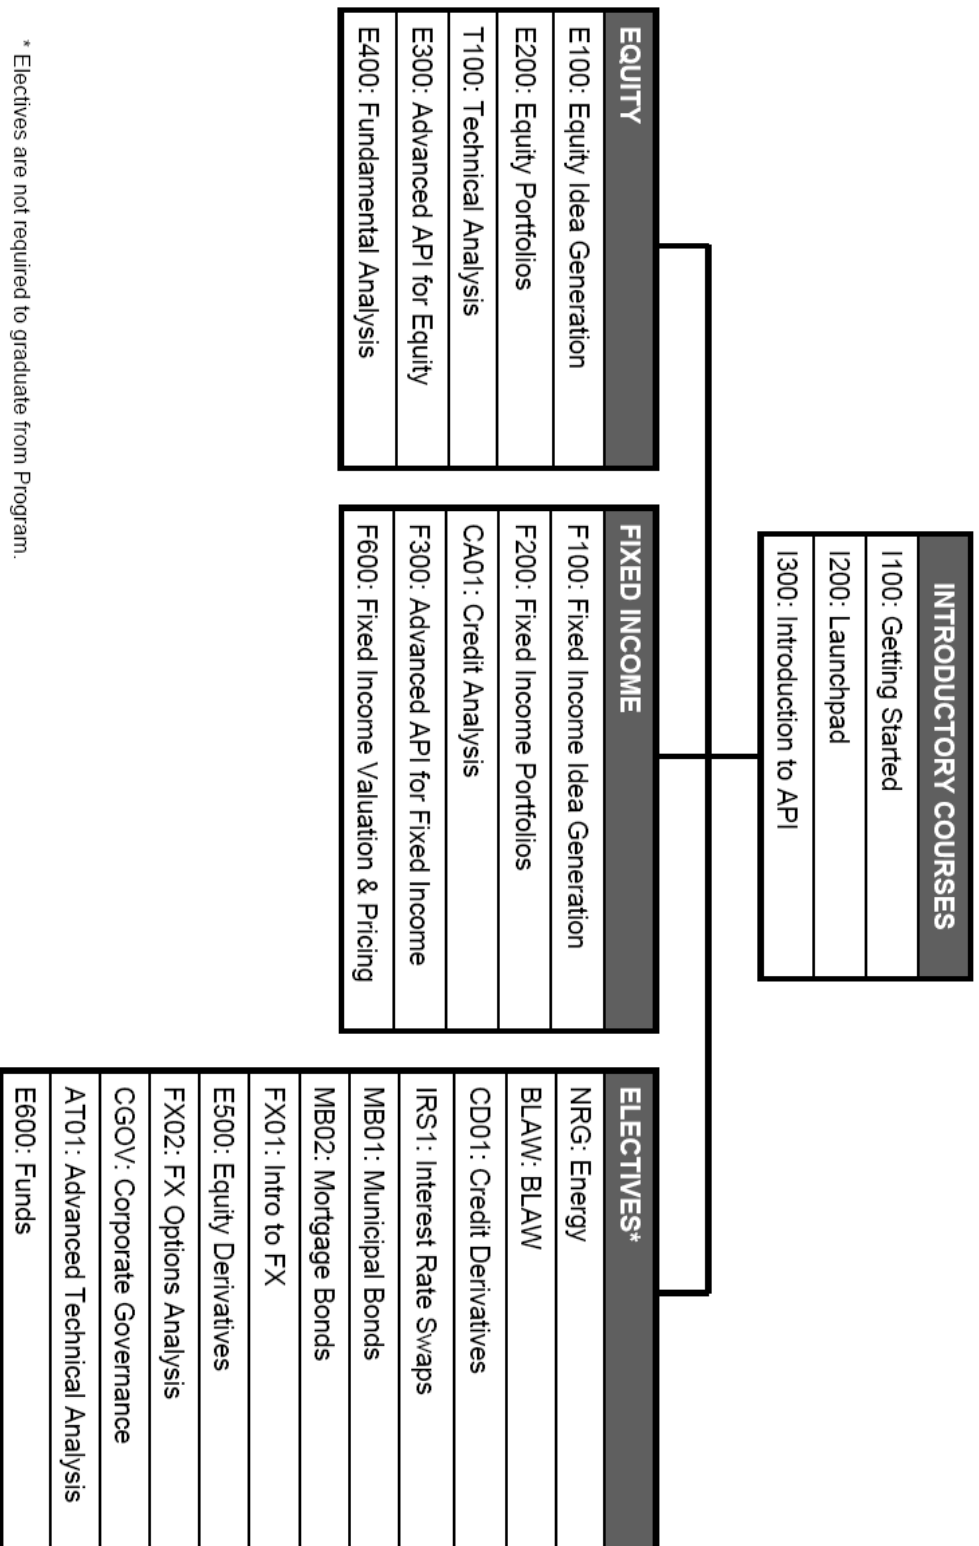 INTRODUCTORY COURSES
I100: Getting Started
I200: Launchpad
I300: Introduction to API
EQUITY
E100: Equity Idea Generation
E200: Equity Portfolios
T100: Technical Analysis
E300: Advanced API for Equity
E400: Fundamental Analysis
FIXED INCOME
F100: Fixed Income Idea Generation
F200: Fixed Income Portfolios
CA01: Credit Analysis
F300: Advanced API for Fixed Income
F600: Fixed Income Valuation & Pricing
ELECTIVES*
NRG: Energy
BLAW: BLAW
CD01: Credit Derivatives
IRS1: Interest Rate Swaps
MB01: Municipal Bonds
MB02: Mortgage Bonds
FX01: Intro to FX
E500: Equity Derivatives
FX02: FX Options Analysis
CGOV: Corporate Governance
AT01: Advanced Technical Analysis
E600: Funds
* Electives are not required to graduate from Program.